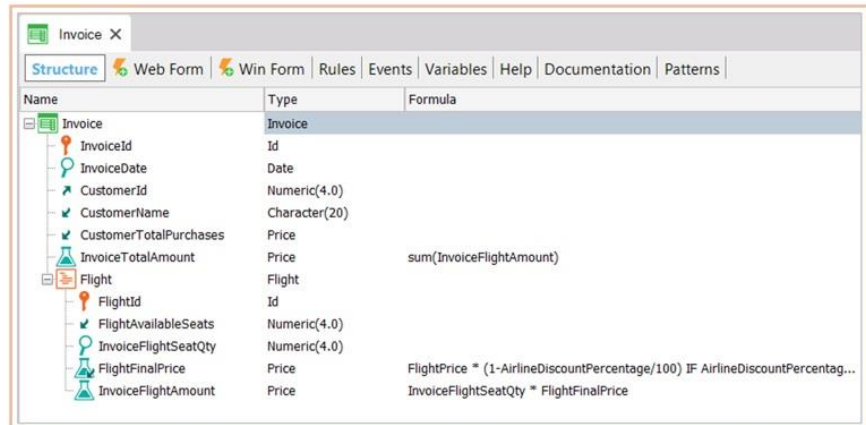 Invoice X
Structure Web Form Win Form Rules Events Variables Help Documentation Patterns
Name Type Formula
Invoice Invoice
InvoiceId Id
InvoiceDate Date
CustomerId Numeric(4.0)
CustomerName Character(20)
CustomerTotalPurchases Price
InvoiceTotalAmount Price sum(InvoiceFlightAmount)
Flight Flight
FlightId Id
FlightAvailableSeats Numeric(4.0)
InvoiceFlightSeatQty Numeric(4.0)
FlightFinalPrice Price FlightPrice * (1-AirlineDiscountPercentage/100) IF AirlineDiscountPercentag...
InvoiceFlightAmount Price InvoiceFlightSeatQty * FlightFinalPrice